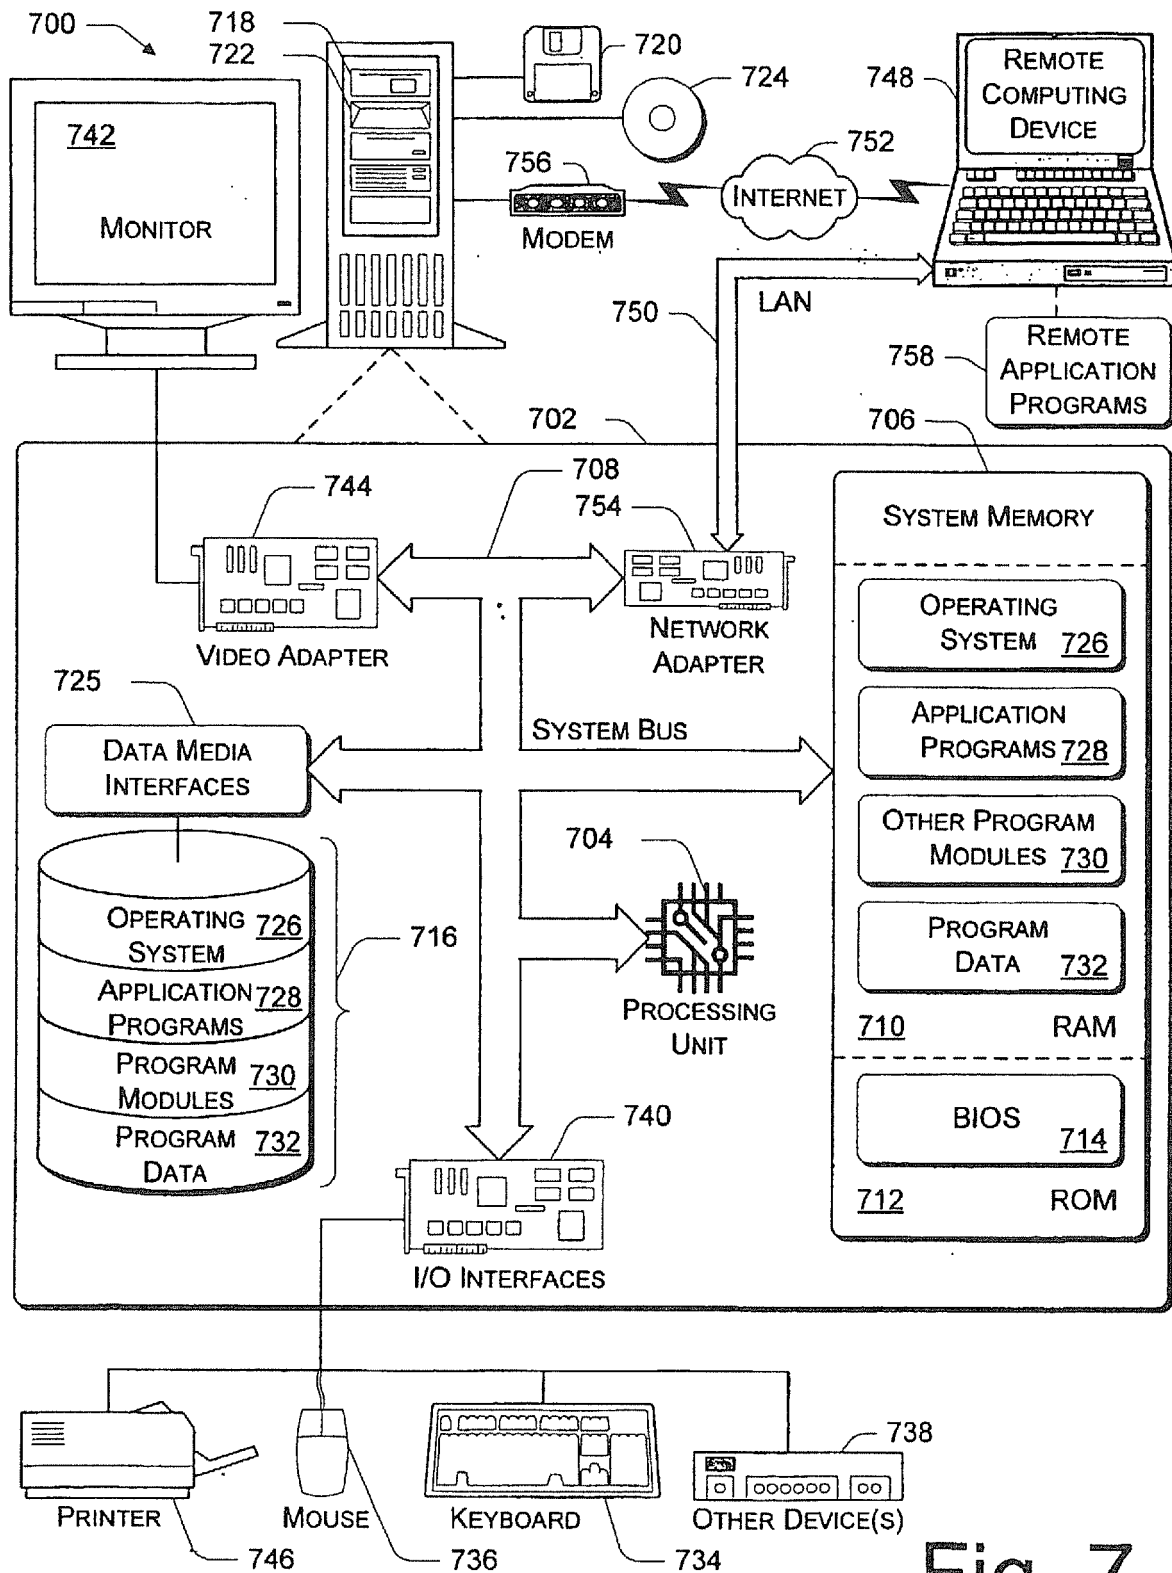 700
718
722
720
724
748
REMOTE
COMPUTING
DEVICE
742
MONITOR
756
MODEM
752
INTERNET
750
LAN
758
REMOTE
APPLICATION
PROGRAMS
702
706
708
744
754
VIDEO ADAPTER
NETWORK
ADAPTER
SYSTEM MEMORY
OPERATING
SYSTEM 726
APPLICATION
PROGRAMS 728
OTHER PROGRAM
MODULES 730
PROGRAM
DATA 732
710 RAM
BIOS 714
712 ROM
725
DATA MEDIA
INTERFACES
SYSTEM BUS
704
PROCESSING
UNIT
OPERATING
SYSTEM 726
APPLICATION
PROGRAMS 728
PROGRAM
MODULES 730
PROGRAM
DATA 732
716
740
I/O INTERFACES
PRINTER
746
MOUSE
736
KEYBOARD
734
738
OTHER DEVICE(S)
Fig. 7